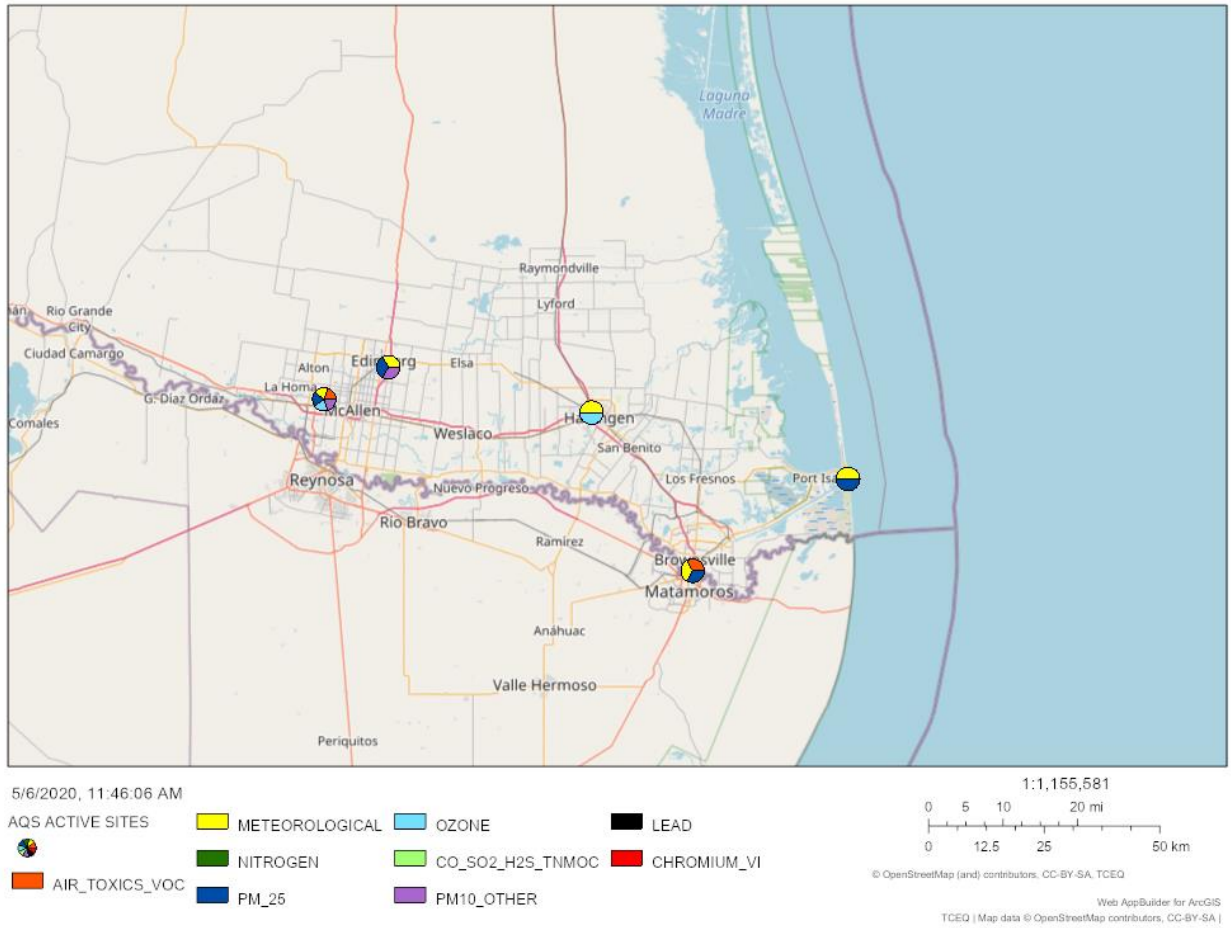 Laguna
Madre
Raymondville
Lyford
Rio Grande
City
Ciudad Camargo
Alton
Elsa
La Homa
G. Díaz Ordaz
McAllen
Comales
Weslaco
San Benito
Reynosa
Los Fresnos
Nuevo Progreso
Río Bravo
Ramírez
Brownsville
Matamoros
Anáhuac
Valle Hermoso
Periquitos
5/6/2020, 11:46:06 AM
AQS ACTIVE SITES
AIR_TOXICS_VOC
METEOROLOGICAL
NITROGEN
PM_25
OZONE
CO_SO2_H2S_TNMOC
PM10_OTHER
LEAD
CHROMIUM_VI
1:1,155,581
0 5 10 20 mi
0 12.5 25 50 km
© OpenStreetMap (and) contributors, CC-BY-SA, TCEQ
Web AppBuilder for ArcGIS
TCEQ | Map data © OpenStreetMap contributors, CC-BY-SA |